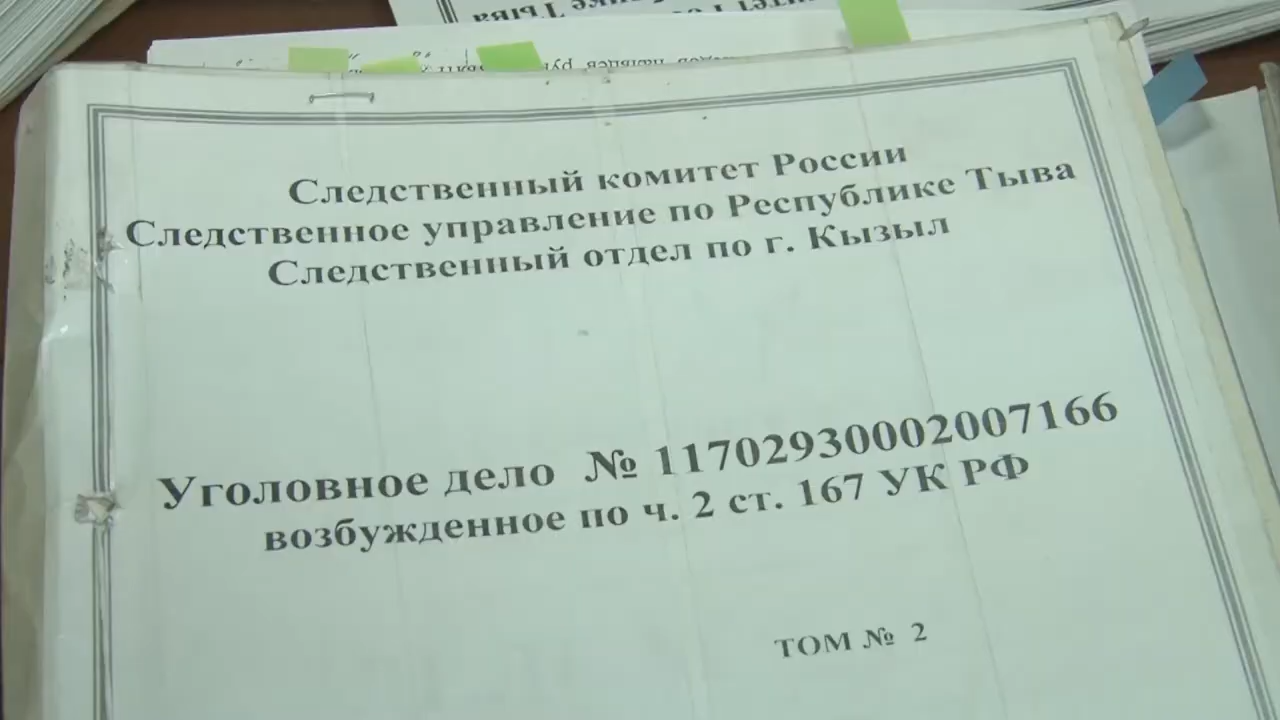 Следственный комитет России
Следственное управление по Республике Тыва
Следственный отдел по г. Кызыл
Уголовное дело № 11702930002007166
возбужденное по ч. 2 ст. 167 УК РФ
ТОМ № 2